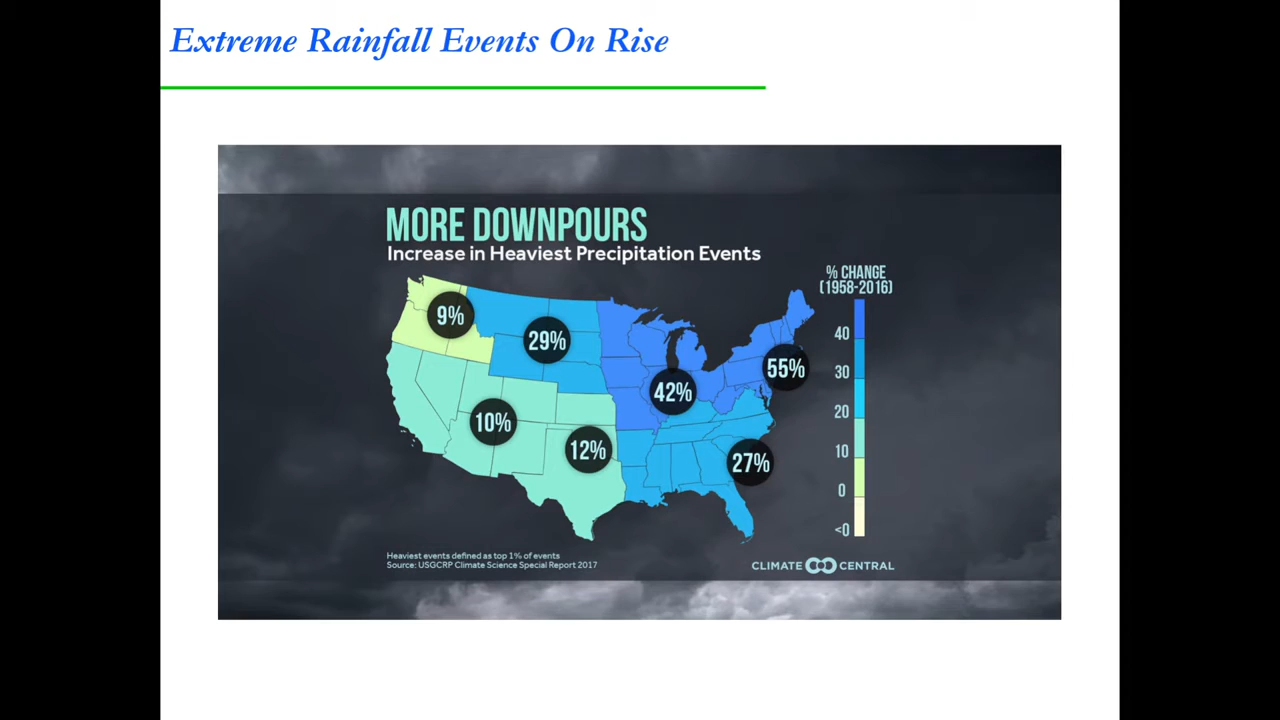 Extreme Rainfall Events On Rise
MORE DOWNPOURS
Increase in Heaviest Precipitation Events
% CHANGE
(1958-2016)
9%
29%
55%
42%
10%
12%
27%
40
30
20
10
0
<0
Heaviest events defined as top 1% of events
Source: USGCRP Climate Science Special Report 2017
CLIMATE CENTRAL